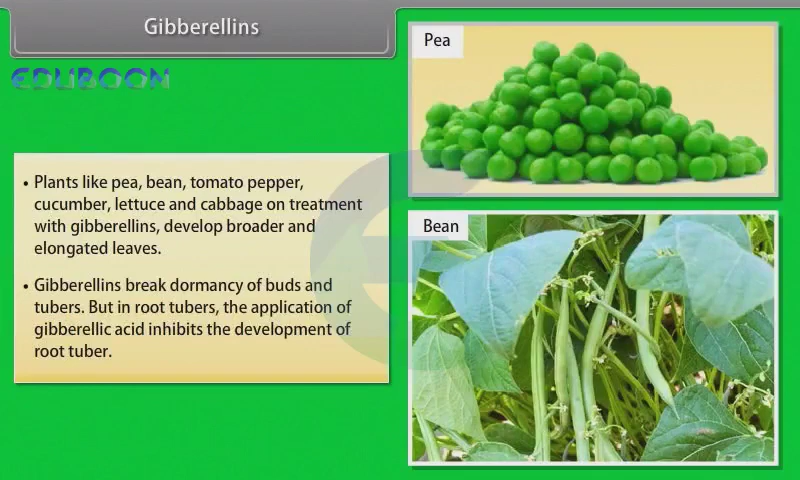 Gibberellins
EDUBOON
• Plants like pea, bean, tomato pepper,
cucumber, lettuce and cabbage on treatment
with gibberellins, develop broader and
elongated leaves.
• Gibberellins break dormancy of buds and
tubers. But in root tubers, the application of
gibberellic acid inhibits the development of
root tuber.
Pea
Bean